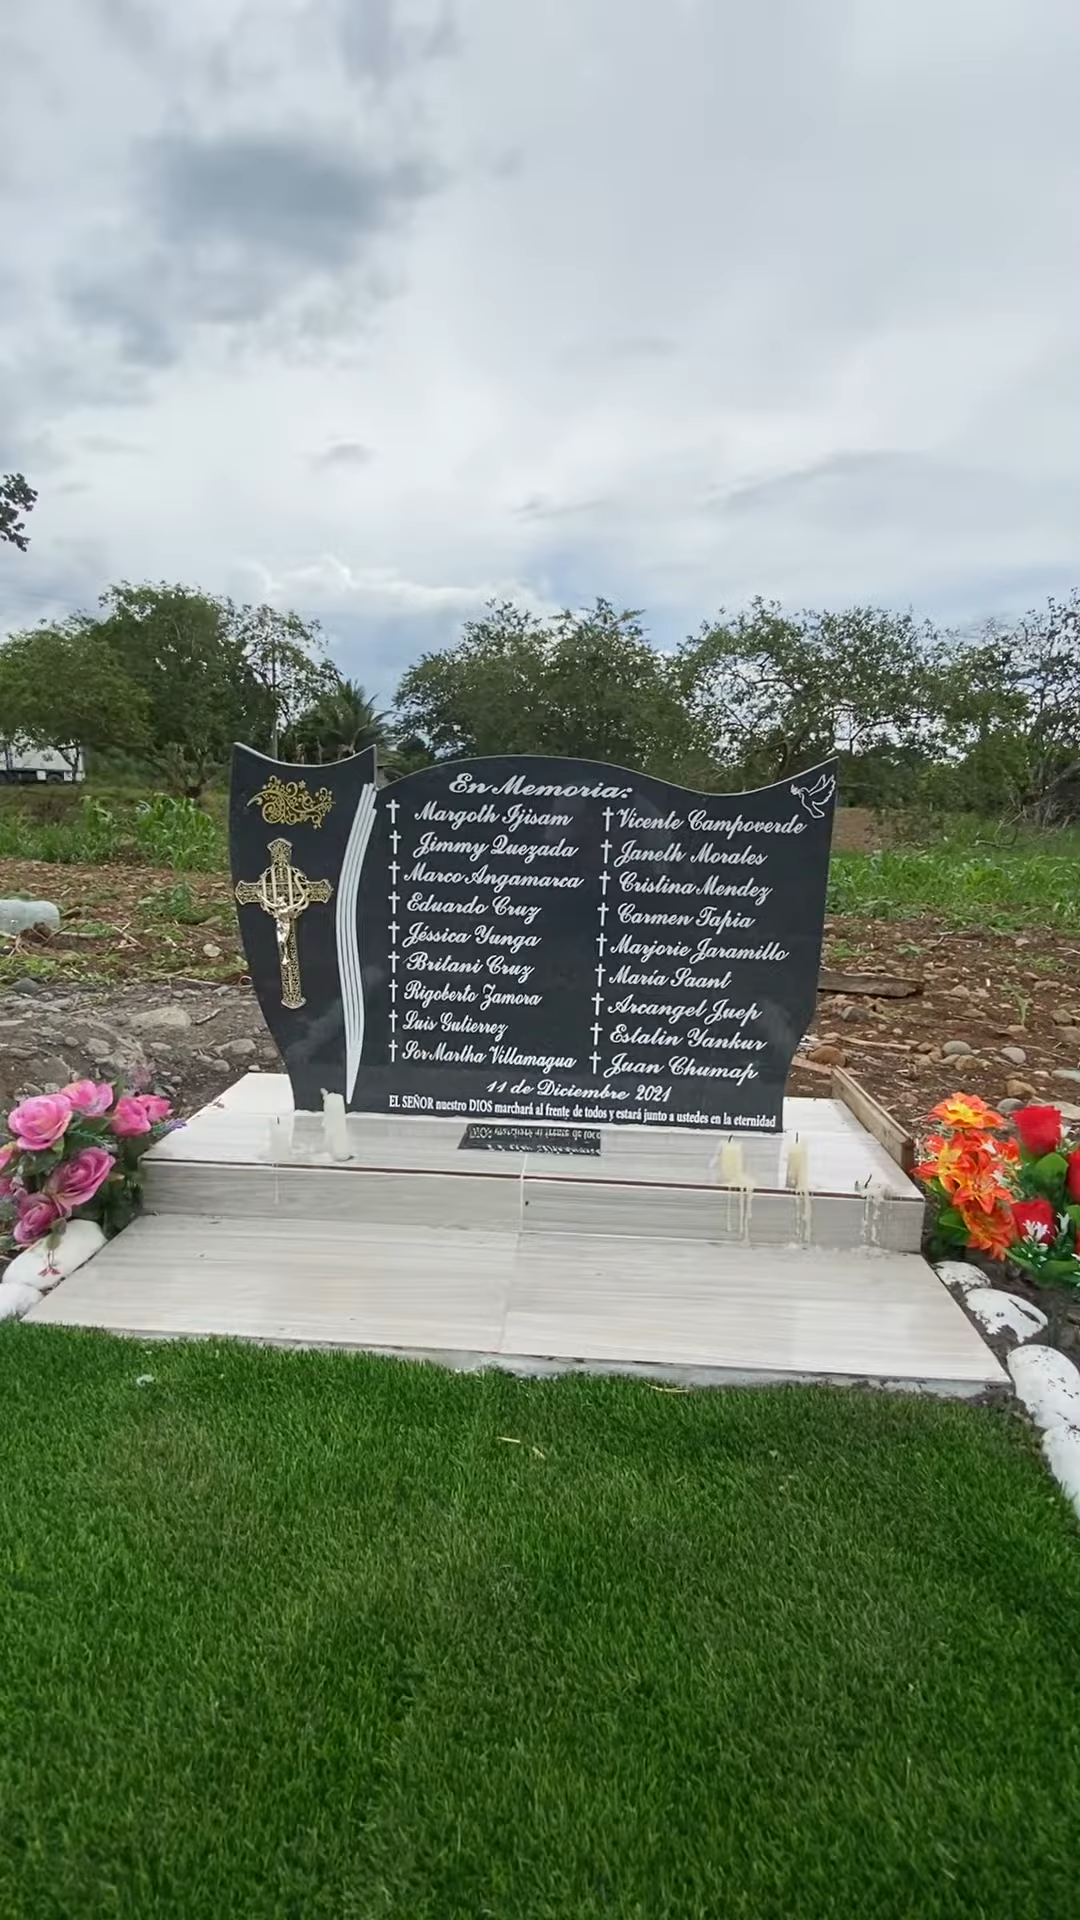 En Memoria:
Margoth Ijisam
Jimmy Quezada
Marco Angamarca
Eduardo Cruz
Jéssica Yunga
Britani Cruz
Rigoberto Zamora
Luis Gutierrez
Sor Martha Villamagua
Vicente Campoverde
Janeth Morales
Cristina Mendez
Carmen Tapia
Marjorie Jaramillo
María Saant
Arcangel Juep
Estalin Yankur
Juan Chumap
11 de Diciembre 2021
EL SEÑOR nuestro DIOS marchará al frente de todos y estará junto a ustedes en la eternidad